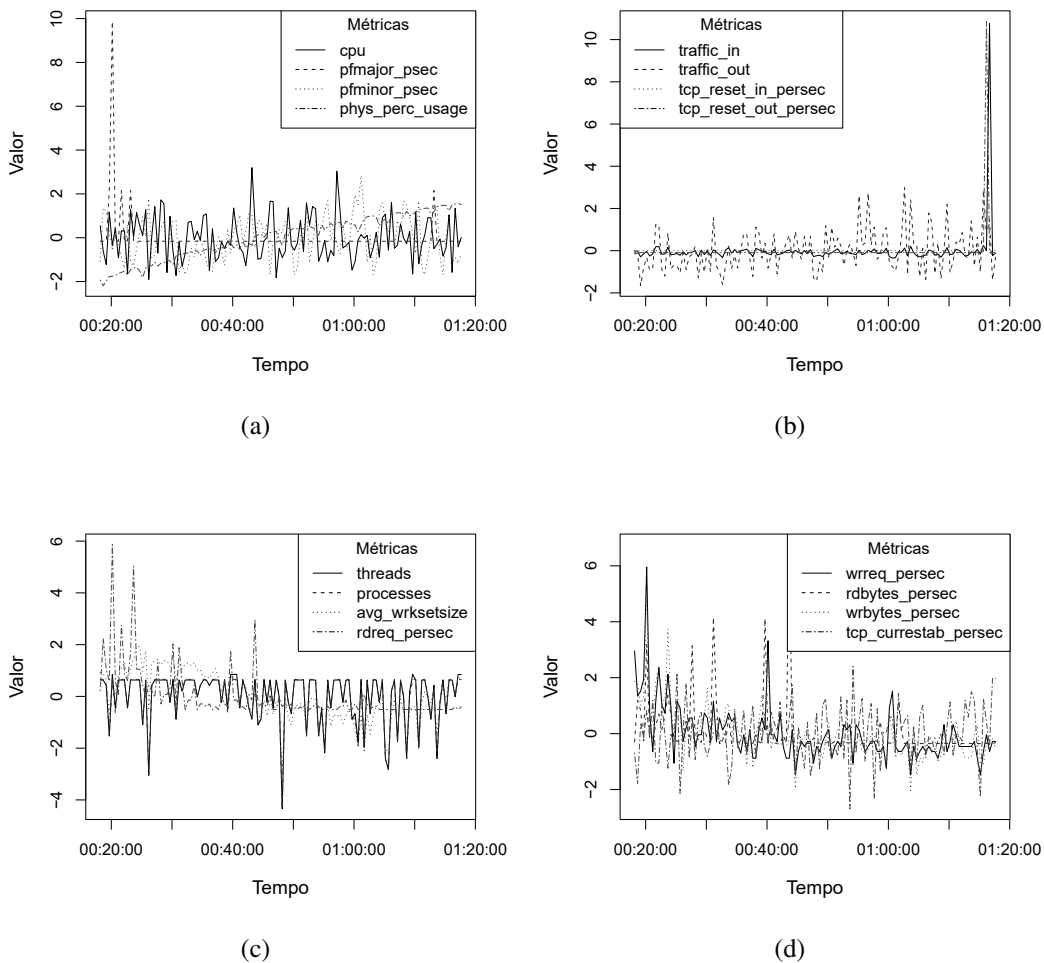 Métricas
cpu
pfmajor_psec
pfminor_psec
phys_perc_usage
Valor
10
8
6
4
2
0
−2
00:20:00 00:40:00 01:00:00 01:20:00
Tempo
(a)
Métricas
traffic_in
traffic_out
tcp_reset_in_persec
tcp_reset_out_persec
Valor
10
8
6
4
2
0
−2
00:20:00 00:40:00 01:00:00 01:20:00
Tempo
(b)
Métricas
threads
processes
avg_wrksetsize
rdreq_persec
Valor
6
4
2
0
−2
−4
00:20:00 00:40:00 01:00:00 01:20:00
Tempo
(c)
Métricas
wrreq_persec
rdbytes_persec
wrbytes_persec
tcp_currestab_persec
Valor
6
4
2
0
−2
00:20:00 00:40:00 01:00:00 01:20:00
Tempo
(d)